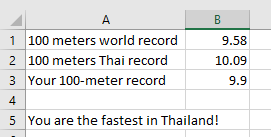 A B
1 100 meters world record 9.58
2 100 meters Thai record 10.09
3 Your 100-meter record 9.9
4
5 You are the fastest in Thailand!